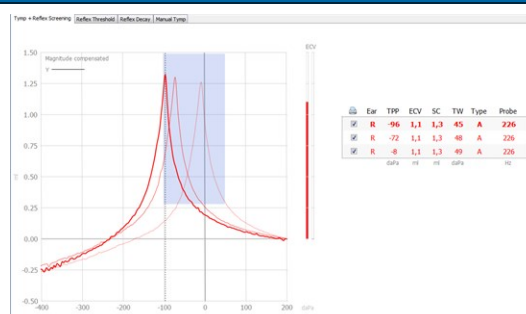 Tymp + Reflex Screening Reflex Threshold Reflex Decay Manual Tymp
ECV
1.50
Magnitude compensated
Y
1.25
1.00
0.75
0.50
0.25
0.00
-0.25
-0.50
-400 -300 -200 -100 0 100 200 daPa
Ear TPP ECV SC TW Type Probe
R -96 1,1 1,3 45 A 226
R -72 1,1 1,3 48 A 226
R -8 1,1 1,3 49 A 226
daPa ml ml daPa Hz